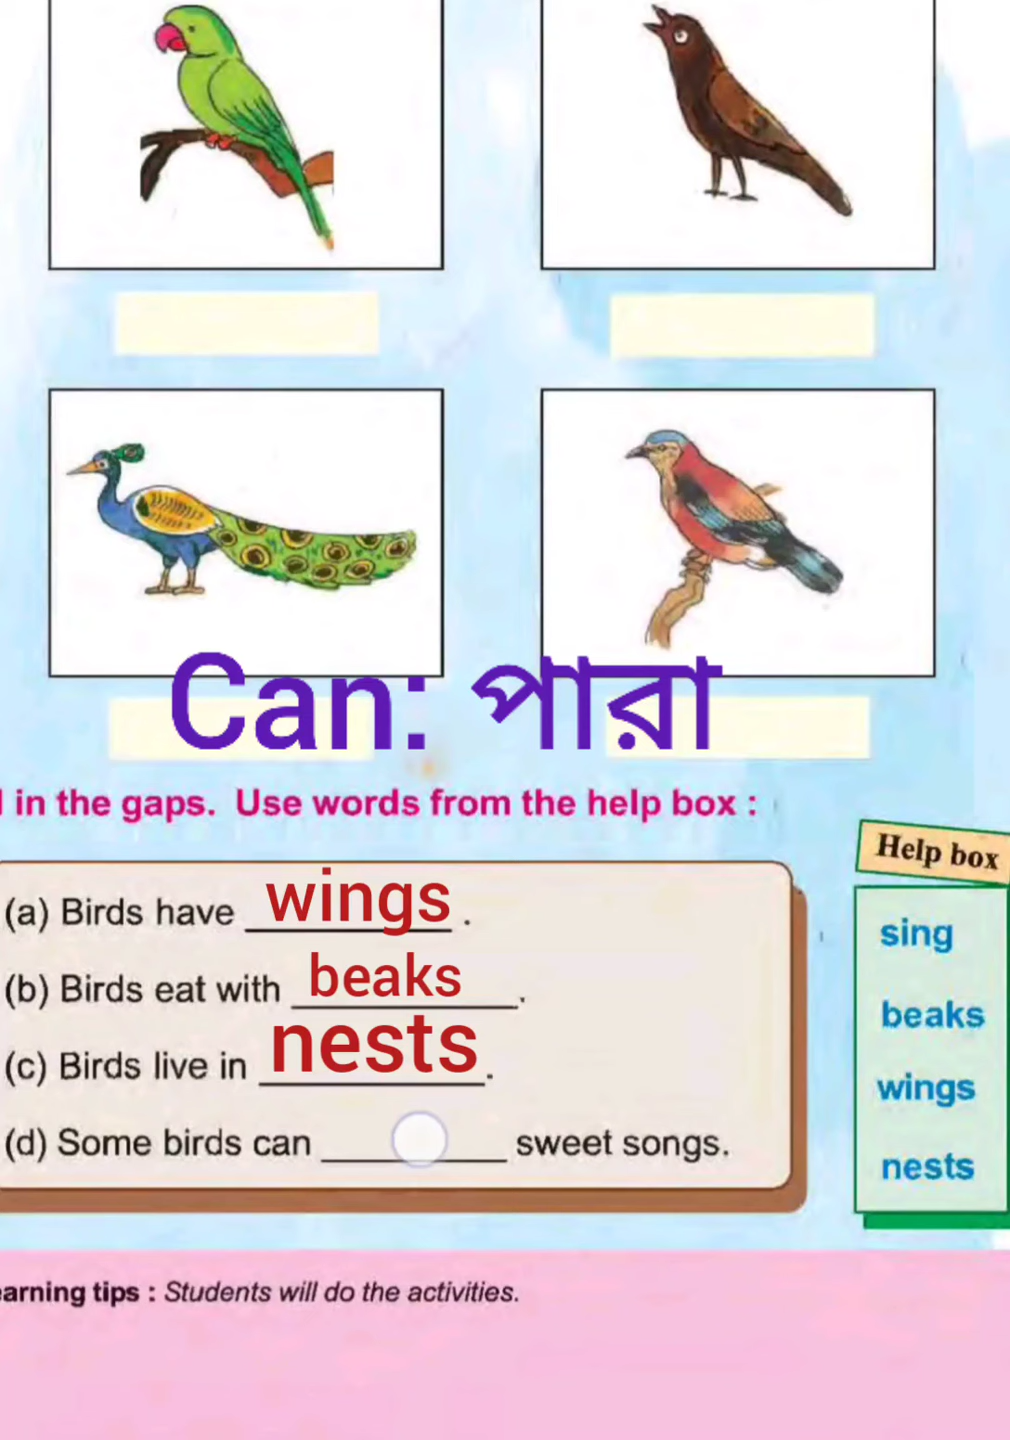 Can: পারা
in the gaps. Use words from the help box :
Help box
(a) Birds have wings.
(b) Birds eat with beaks.
(c) Birds live in nests.
(d) Some birds can ________ sweet songs.
sing
beaks
wings
nests
earning tips : Students will do the activities.